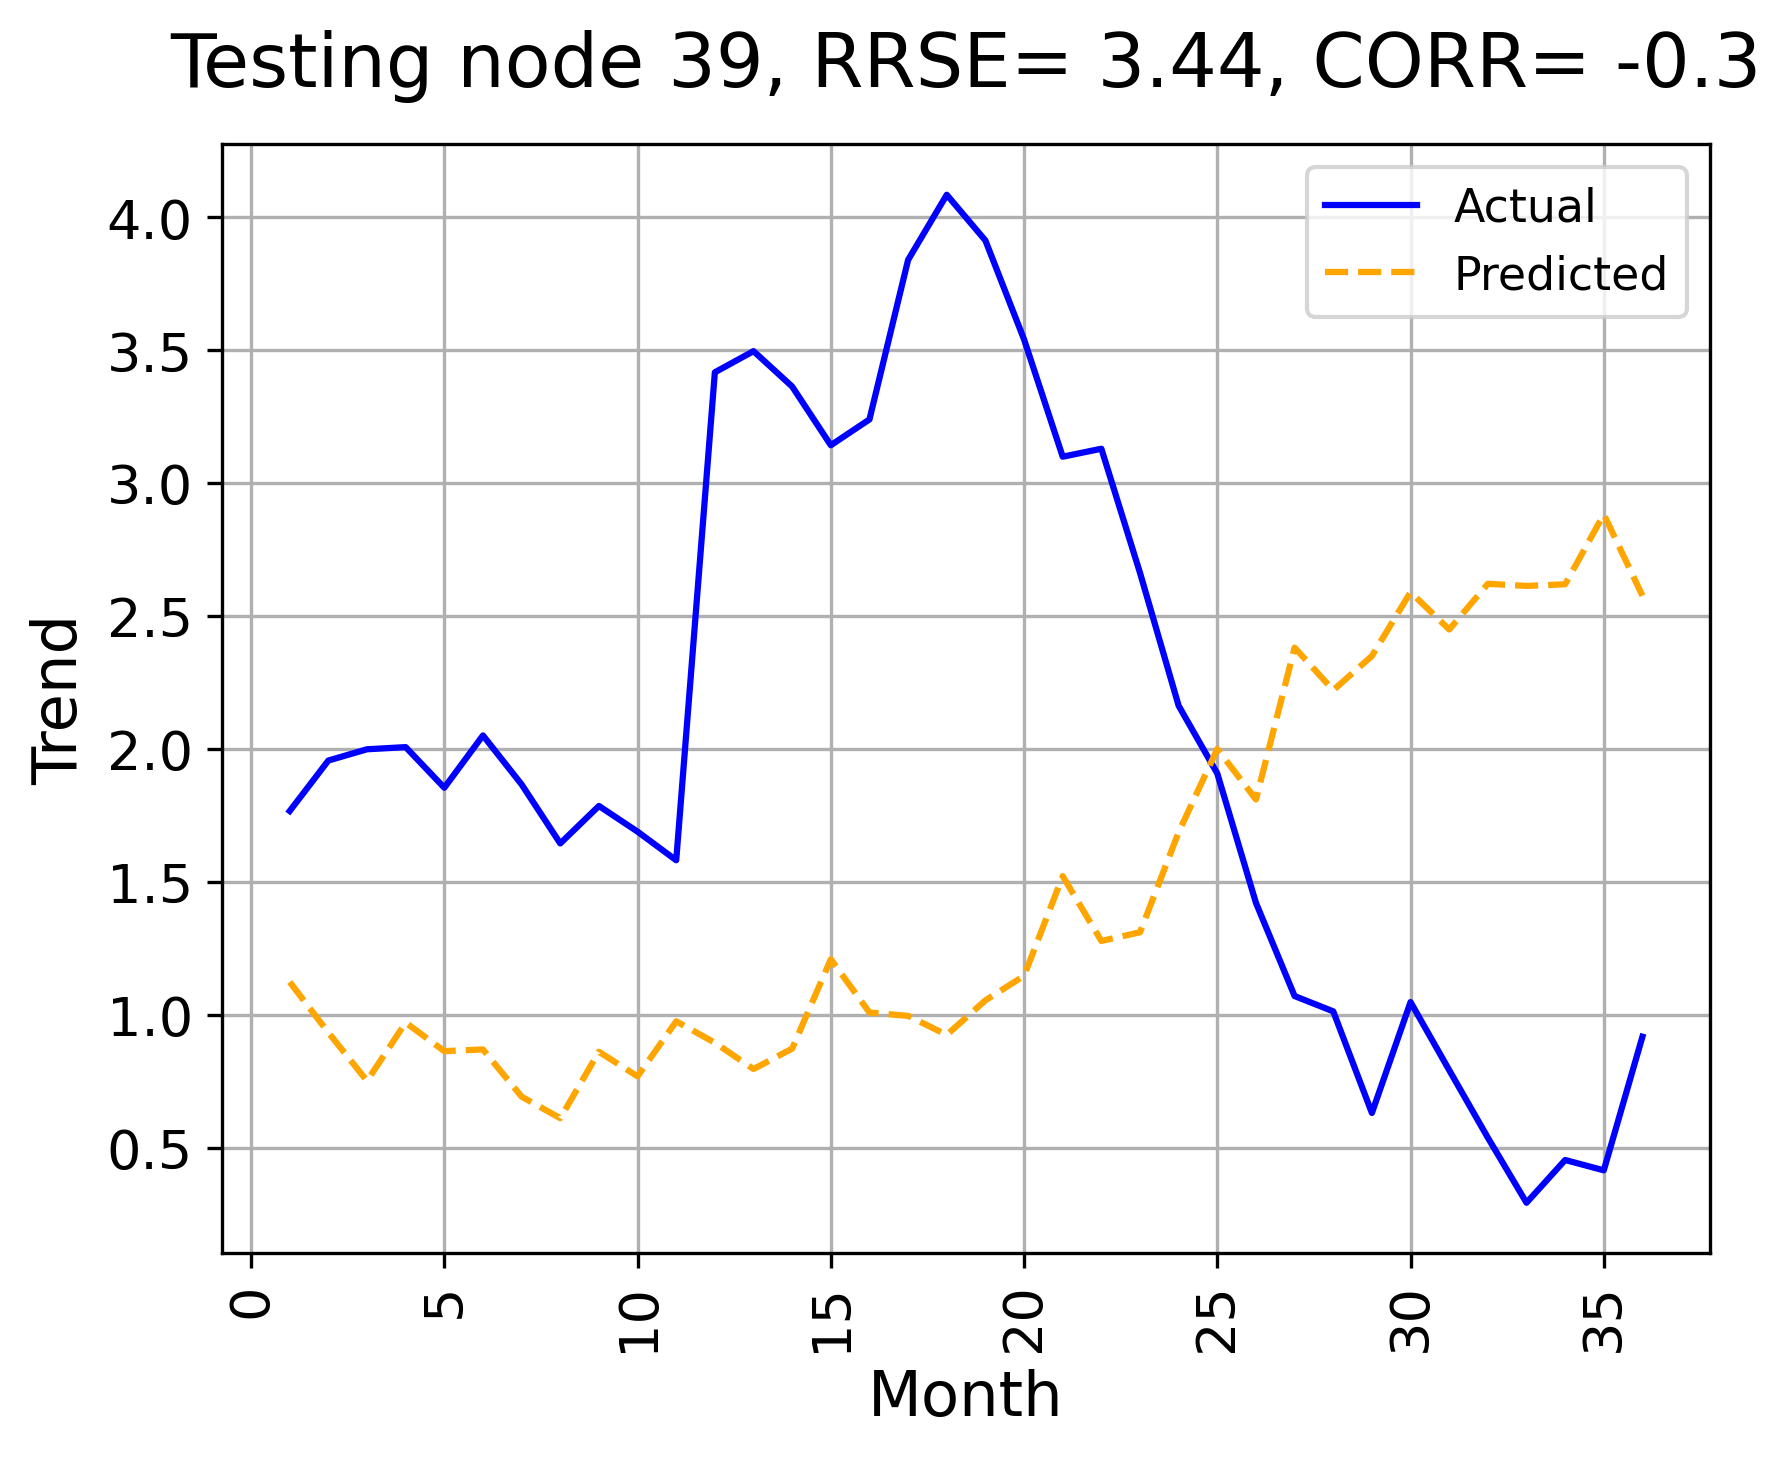 Testing node 39, RRSE= 3.44, CORR= -0.3
Actual
Predicted
4.0
3.5
3.0
2.5
2.0
1.5
1.0
0.5
Trend
0 5 10 15 20 25 30 35
Month